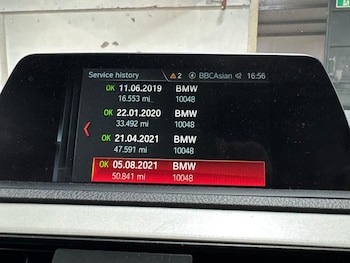 Service history 2 BBCAsian 16:56
OK 11.06.2019 BMW
16.553 mi 10048
OK 22.01.2020 BMW
33.492 mi 10048
OK 21.04.2021 BMW
47.591 mi 10048
OK 05.08.2021 BMW
50.841 mi 10048